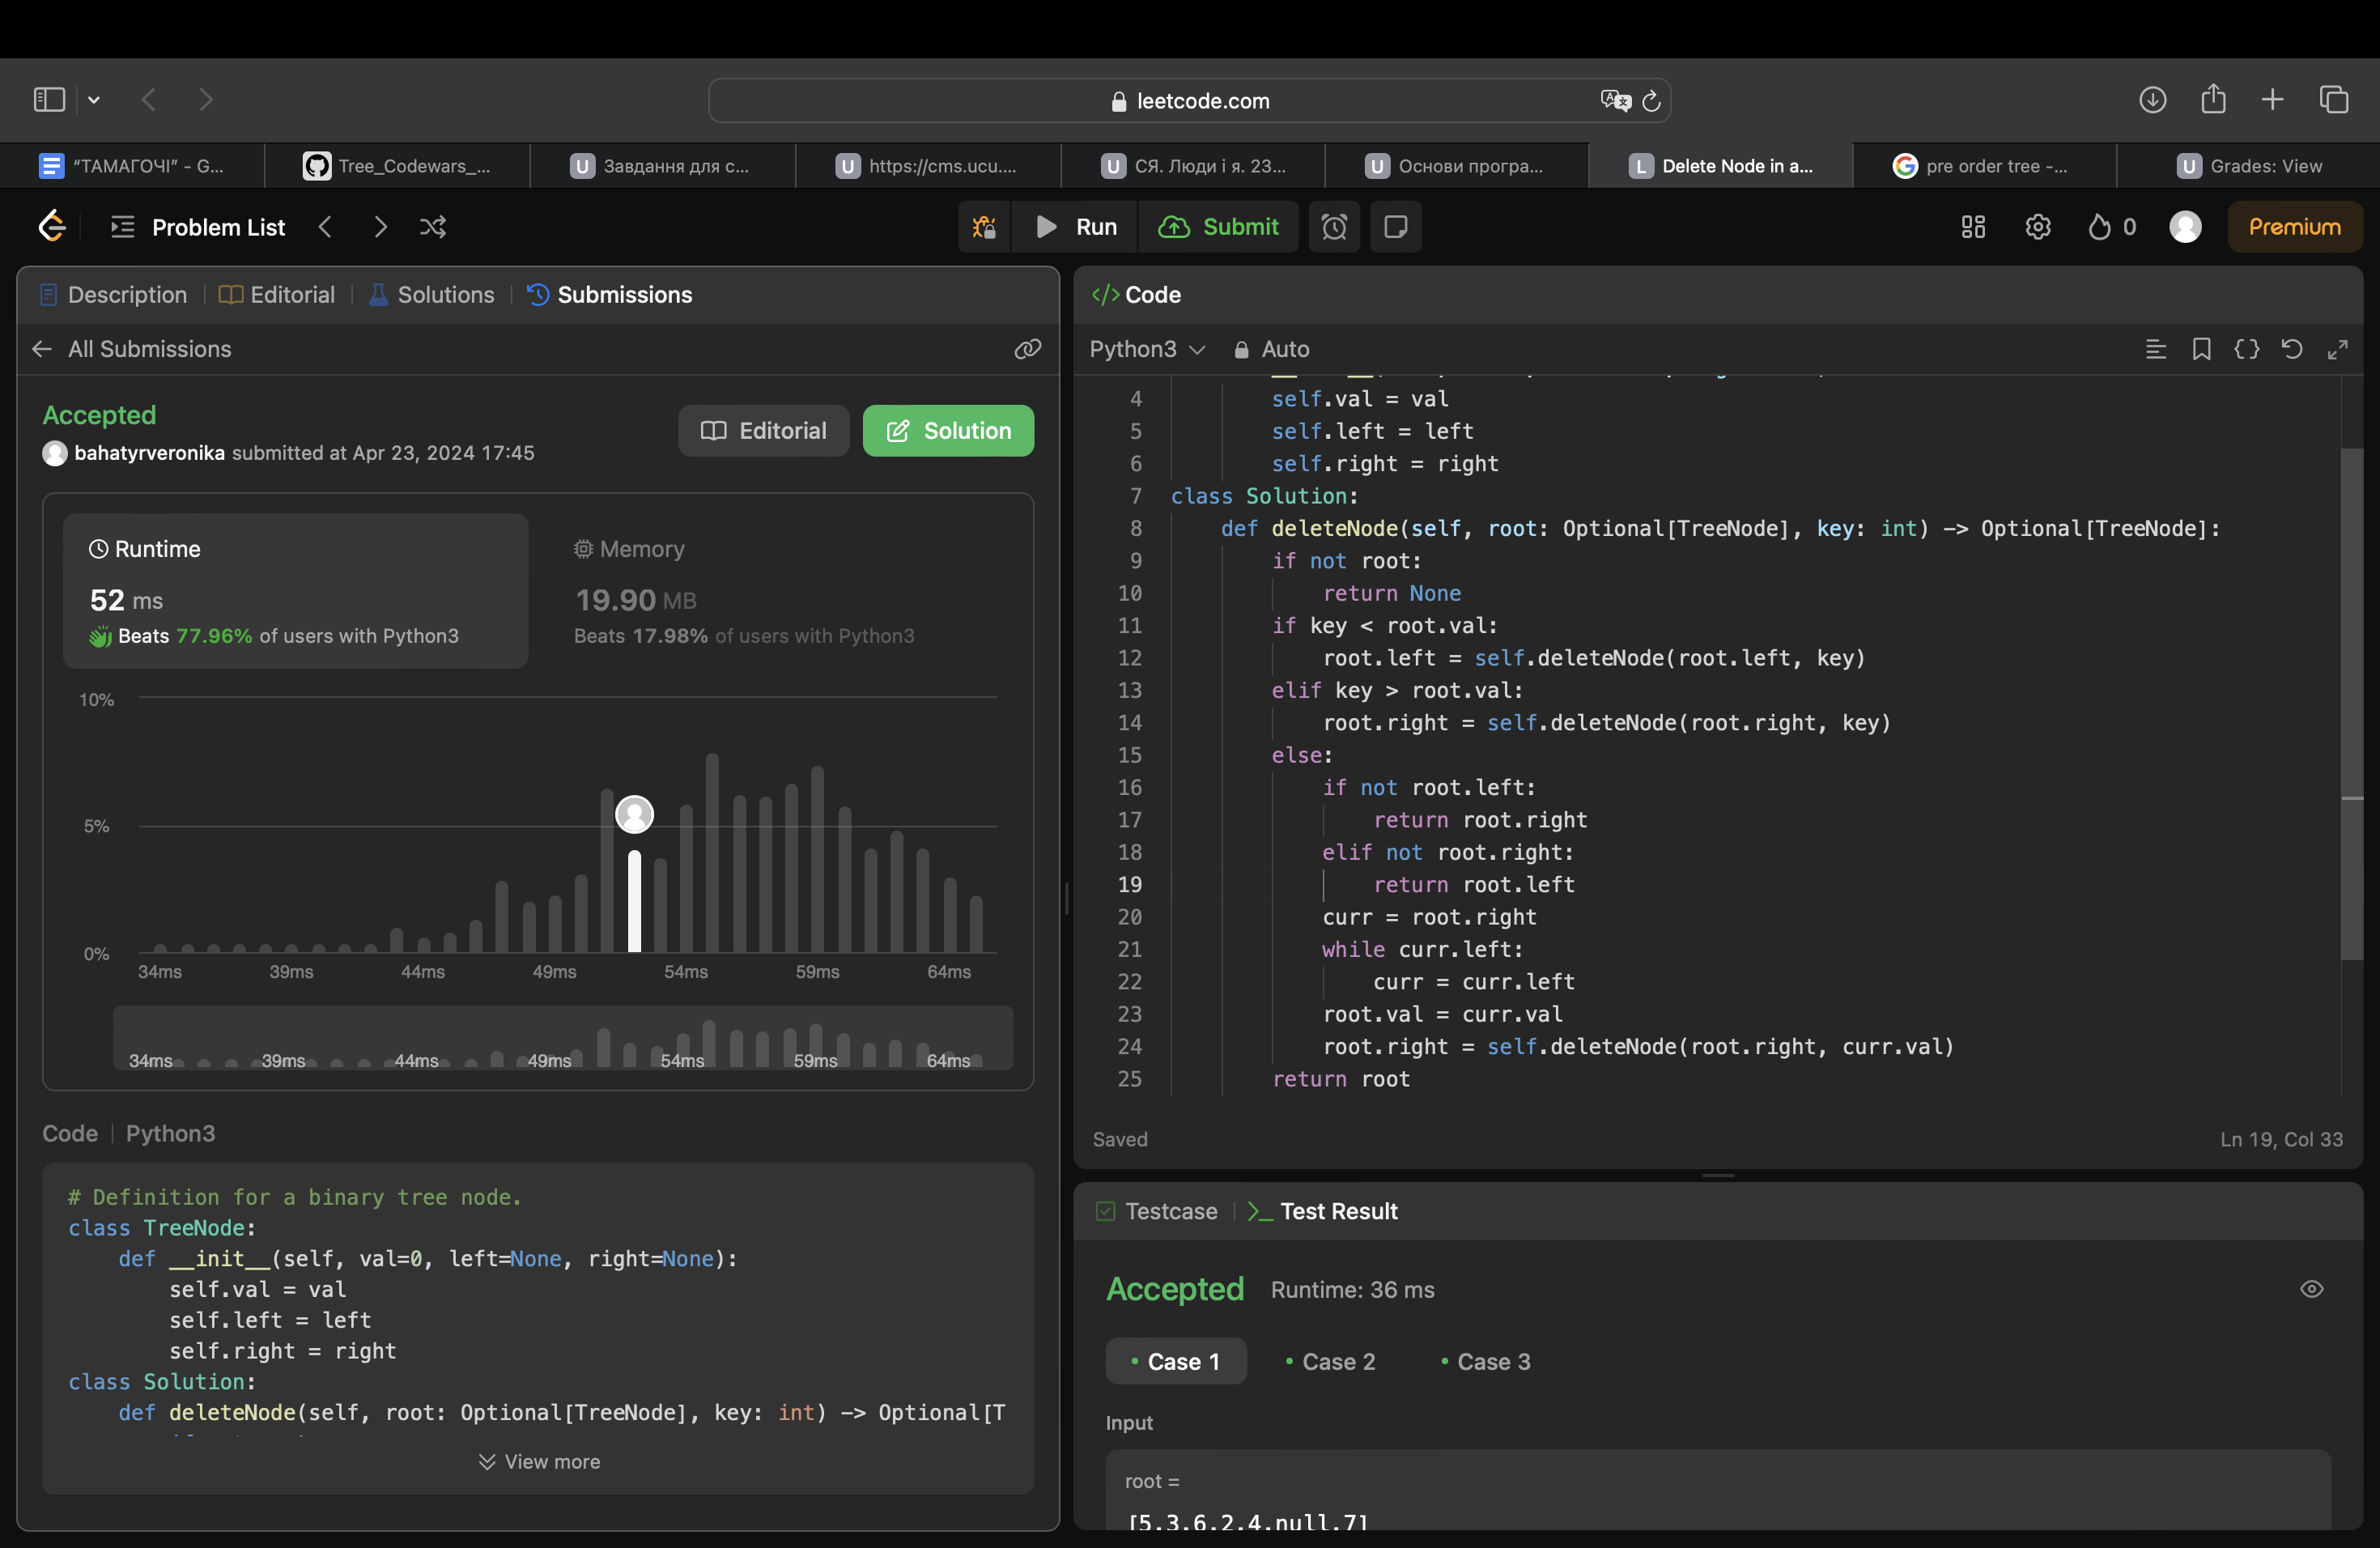 leetcode.com
“ТАМАГОЧІ” - G...
Tree_Codewars_...
U Завдання для с...
U https://cms.ucu....
U СЯ. Люди і я. 23...
U Основи програ...
L Delete Node in a...
pre order tree -...
U Grades: View
Problem List
Run
Submit
0
Premium
Description
Editorial
Solutions
Submissions
All Submissions
Accepted
bahatyrveronika submitted at Apr 23, 2024 17:45
Editorial
Solution
Runtime
52 ms
Beats 77.96% of users with Python3
Memory
19.90 MB
Beats 17.98% of users with Python3
10%
5%
0%
34ms 39ms 44ms 49ms 54ms 59ms 64ms
34ms 39ms 44ms 49ms 54ms 59ms 64ms
Code | Python3
# Definition for a binary tree node.
class TreeNode:
def __init__(self, val=0, left=None, right=None):
self.val = val
self.left = left
self.right = right
class Solution:
def deleteNode(self, root: Optional[TreeNode], key: int) -> Optional[T
View more
</> Code
Python3
Auto
4 self.val = val
5 self.left = left
6 self.right = right
7 class Solution:
8 def deleteNode(self, root: Optional[TreeNode], key: int) -> Optional[TreeNode]:
9 if not root:
10 return None
11 if key < root.val:
12 root.left = self.deleteNode(root.left, key)
13 elif key > root.val:
14 root.right = self.deleteNode(root.right, key)
15 else:
16 if not root.left:
17 return root.right
18 elif not root.right:
19 return root.left
20 curr = root.right
21 while curr.left:
22 curr = curr.left
23 root.val = curr.val
24 root.right = self.deleteNode(root.right, curr.val)
25 return root
Saved
Ln 19, Col 33
Testcase
Test Result
Accepted
Runtime: 36 ms
Case 1
Case 2
Case 3
Input
root =
[5,3,6,2,4,null,7]